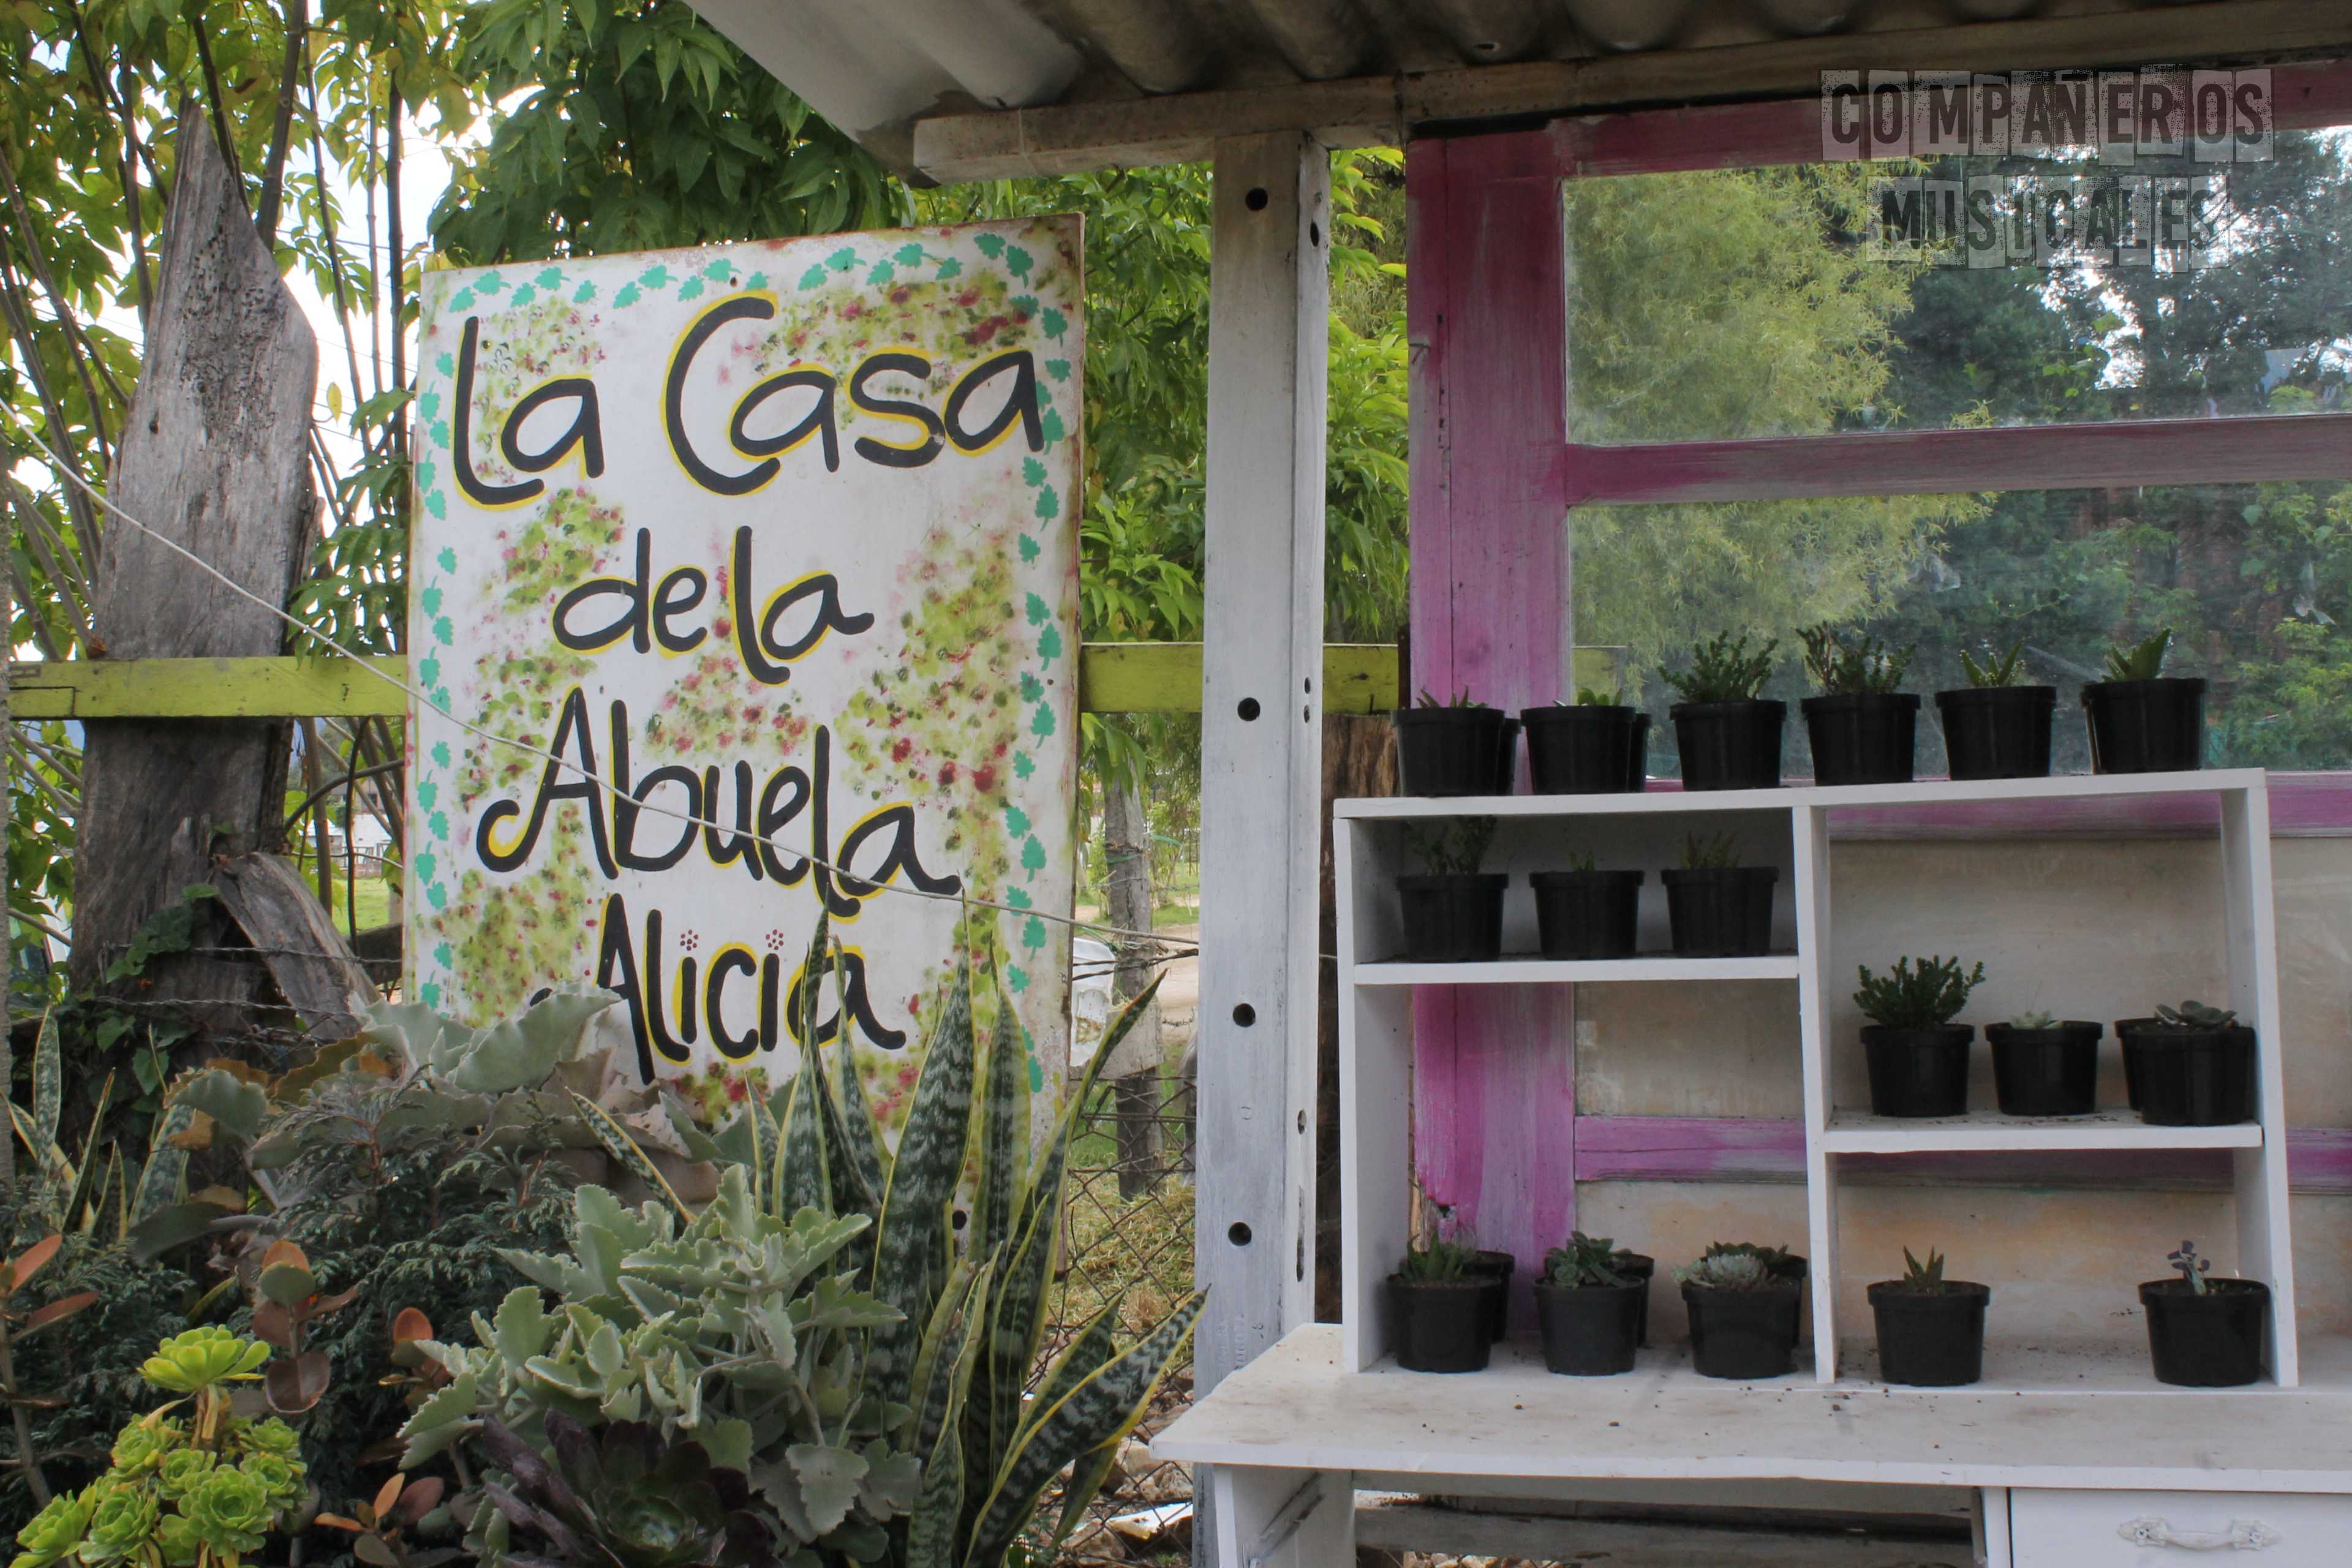 COMPAÑEROS
MUSICALES
La Casa
de la
Abuela
Alicia